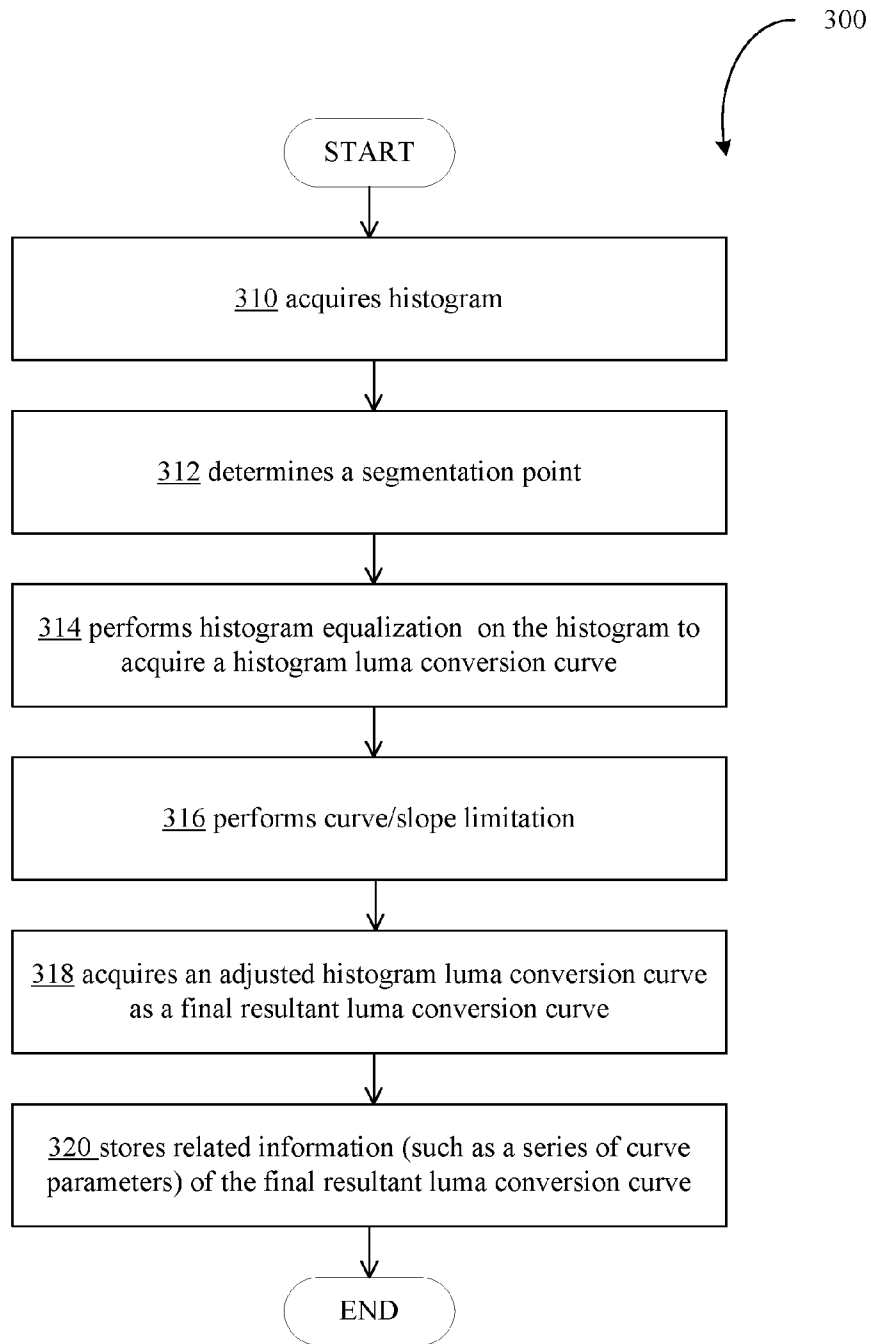 300
START
310 acquires histogram
312 determines a segmentation point
314 performs histogram equalization on the histogram to
acquire a histogram luma conversion curve
316 performs curve/slope limitation
318 acquires an adjusted histogram luma conversion curve
as a final resultant luma conversion curve
320 stores related information (such as a series of curve
parameters) of the final resultant luma conversion curve
END